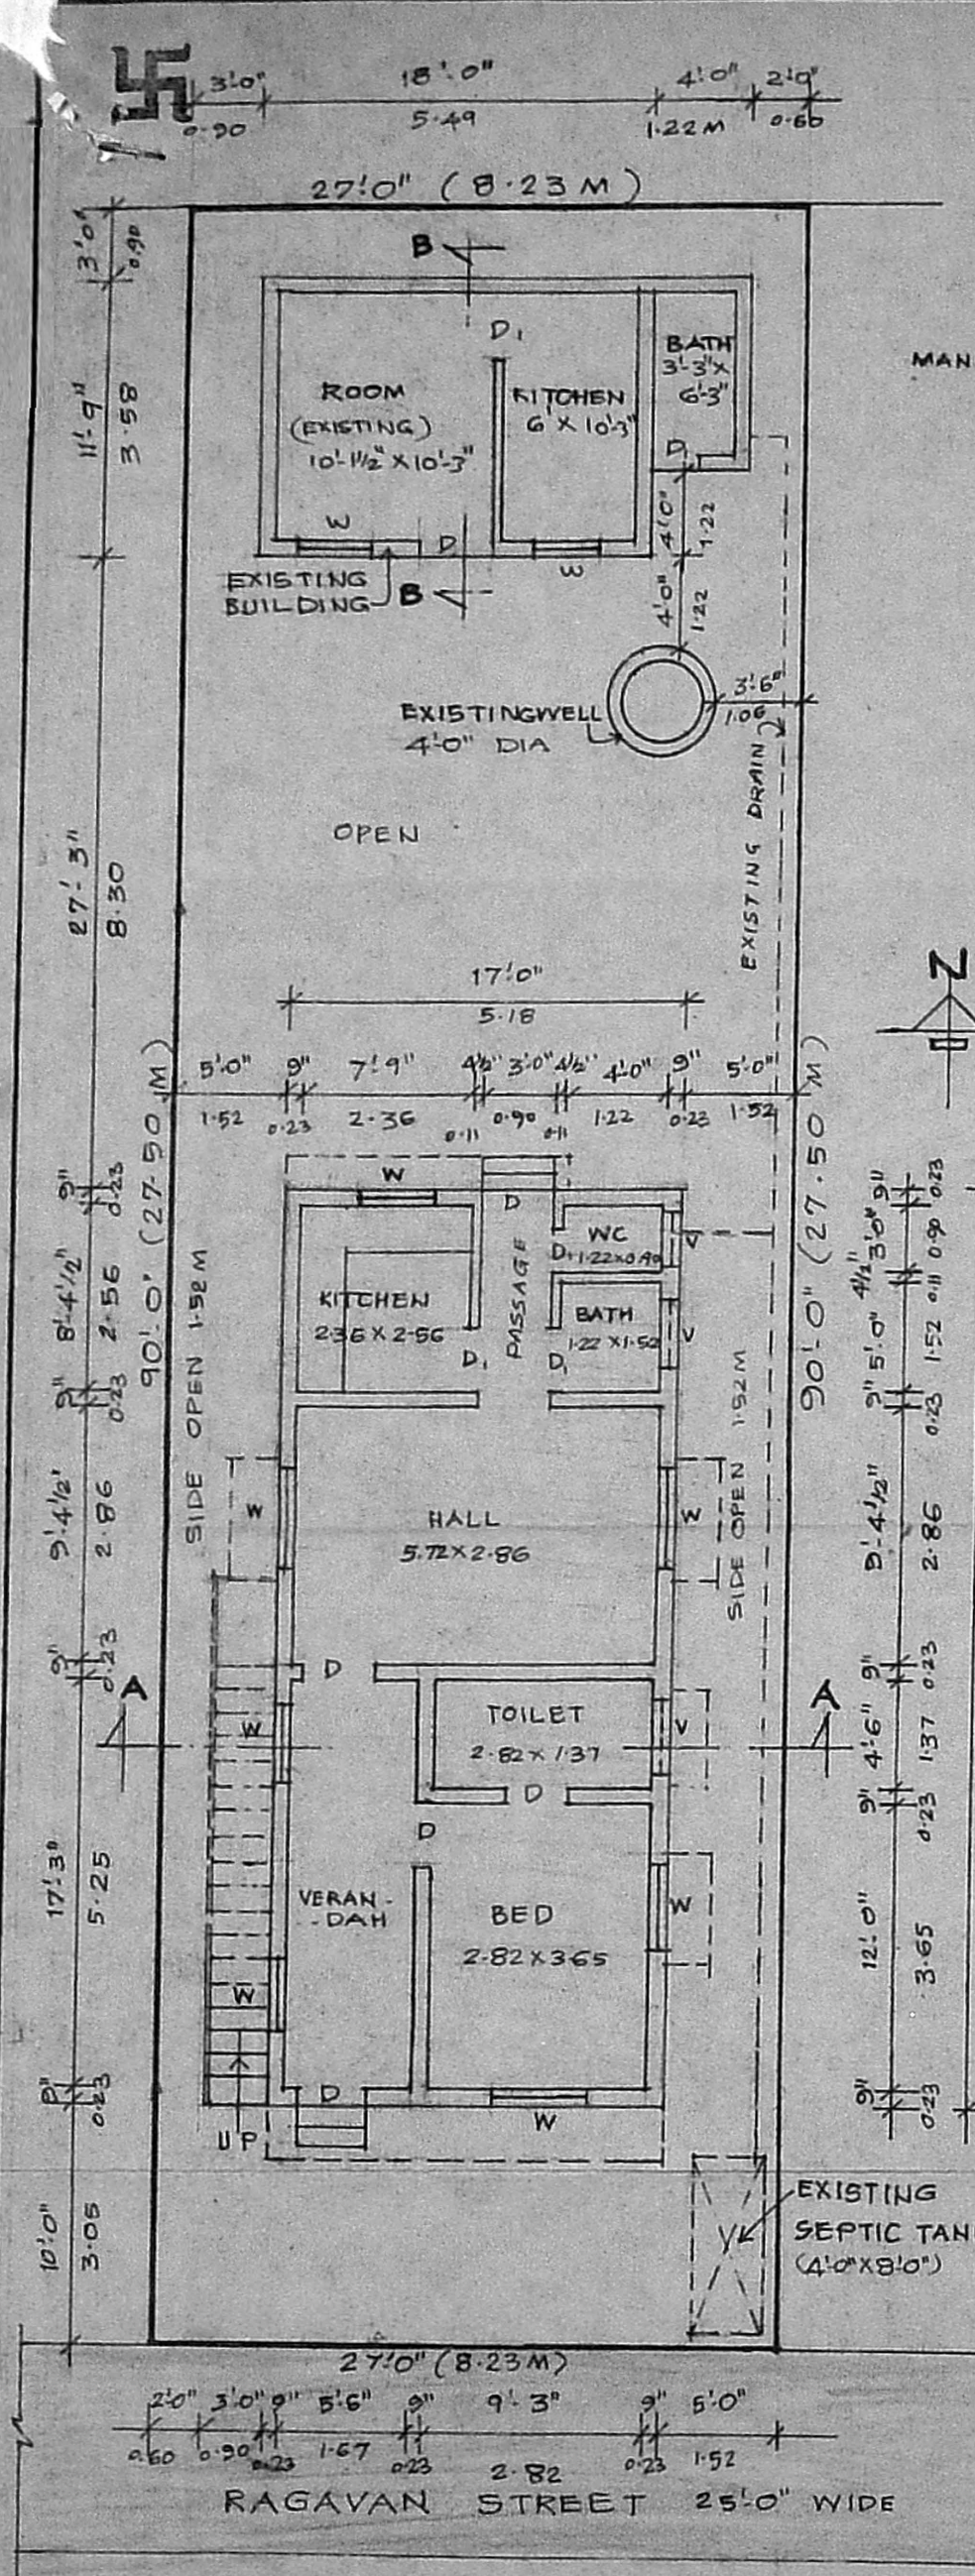 3'-0" 18'-0" 4'-0" 2'-0"
0.90 5.49 1.22 M 0.60
27'-0" (8.23 M)
3'-0"
0.90
B
D1
BATH
3'-3" X
6'-3"
MAN
ROOM
(EXISTING)
10'-1½" X 10'-3"
KITCHEN
6' X 10'-3"
11'-9"
3.58
D
W
D
W
4'-0"
1.22
EXISTING
BUILDING
B
4'-0"
1.22
3'-6"
1.06
EXISTING WELL
4'-0" DIA
EXISTING DRAIN
OPEN
27'-3"
8.30
N
17'-0"
5.18
5'-0" 9" 7'-9" 4½" 3'-0" 4½" 4'-0" 9" 5'-0"
1.52 0.23 2.36 0.11 0.90 0.11 1.22 0.23 1.52
90'-0" (27.50 M)
90'-0" (27.50 M)
9"
0.23
8'-4½"
2.56
9"
0.23
9'-4½"
2.86
9"
0.23
17'-3"
5.25
0.23
10'-0"
3.05
9"
0.23
3'-0"
0.90
4½"
0.11
5'-0"
1.52
9"
0.23
9'-4½"
2.86
9"
0.23
4'-6"
1.37
9"
0.23
12'-0"
3.65
9"
0.23
W
D
WC
D1 1.22 X 0.90
V
KITCHEN
2.36 X 2.56
PASSAGE
BATH
1.22 X 1.52
V
D1
D1
SIDE OPEN 1.52 M
SIDE OPEN 1.52 M
W
HALL
5.72 X 2.86
W
D
A
A
W
TOILET
2.82 X 1.37
V
D
D
VERAN-
-DAH
BED
2.82 X 3.65
W
W
D
W
UP
EXISTING
SEPTIC TAN
(4'-0" X 8'-0")
27'-0" (8.23 M)
2'-0" 3'-0" 9" 5'-6" 9" 9'-3" 9" 5'-0"
0.60 0.90 0.23 1.67 0.23 2.82 0.23 1.52
RAGAVAN STREET 25'-0" WIDE